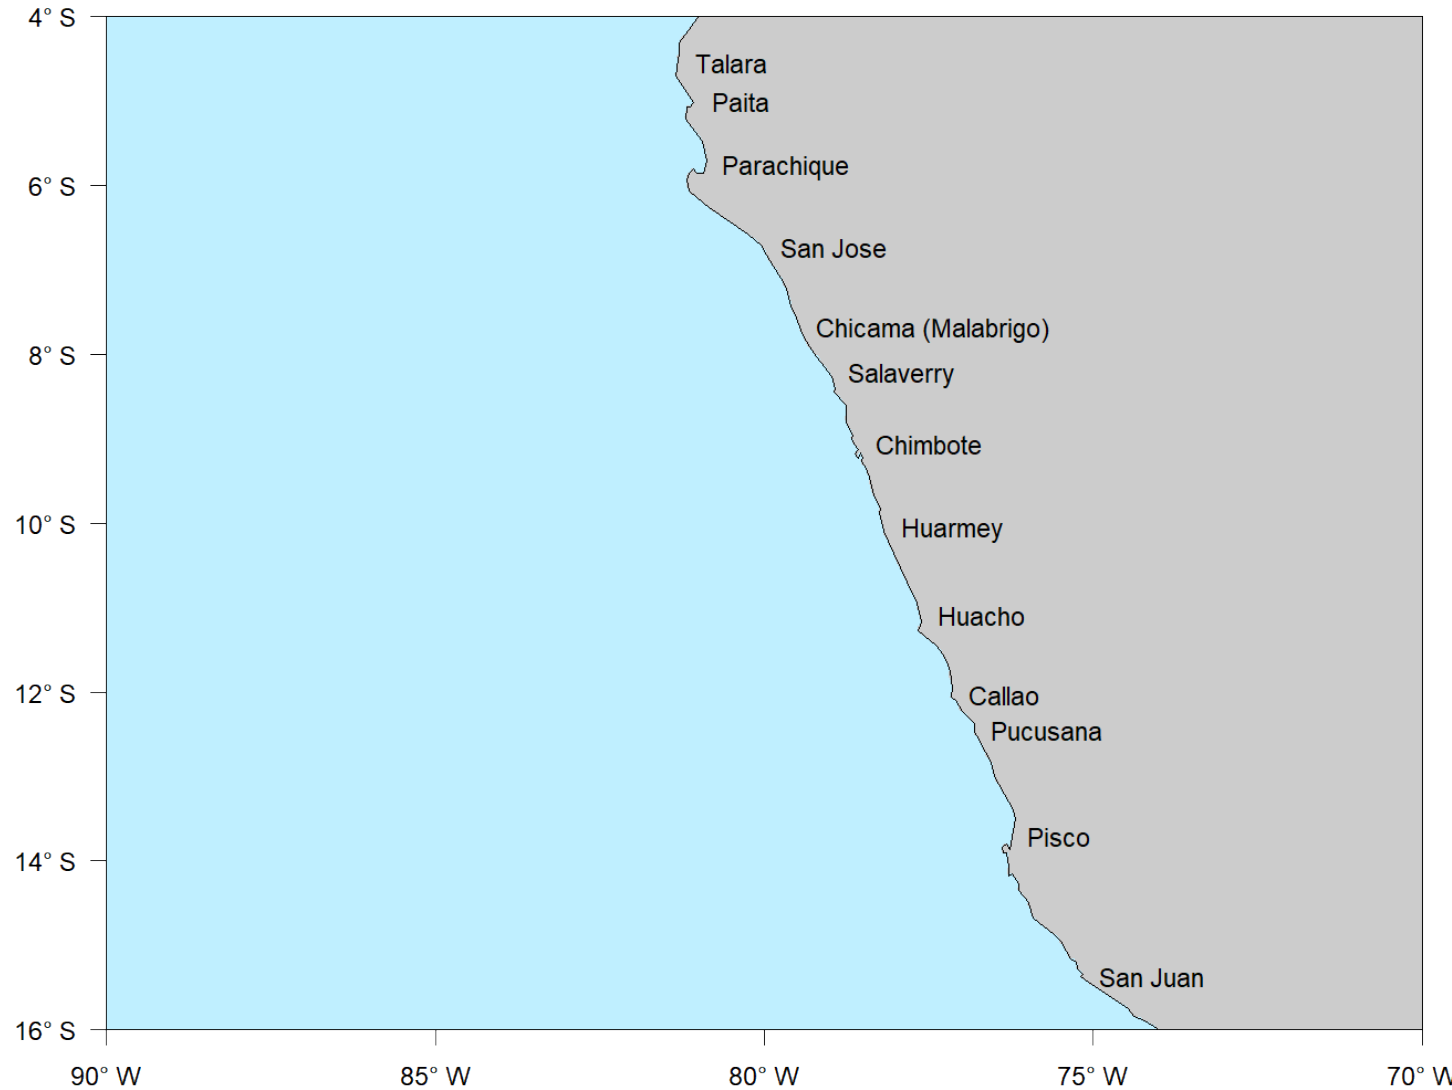 4° S
Talara
Paita
Parachique
6° S
San Jose
Chicama (Malabrigo)
8° S
Salaverry
Chimbote
10° S
Huarmey
Huacho
12° S
Callao
Pucusana
Pisco
14° S
San Juan
16° S
90° W 85° W 80° W 75° W 70° W